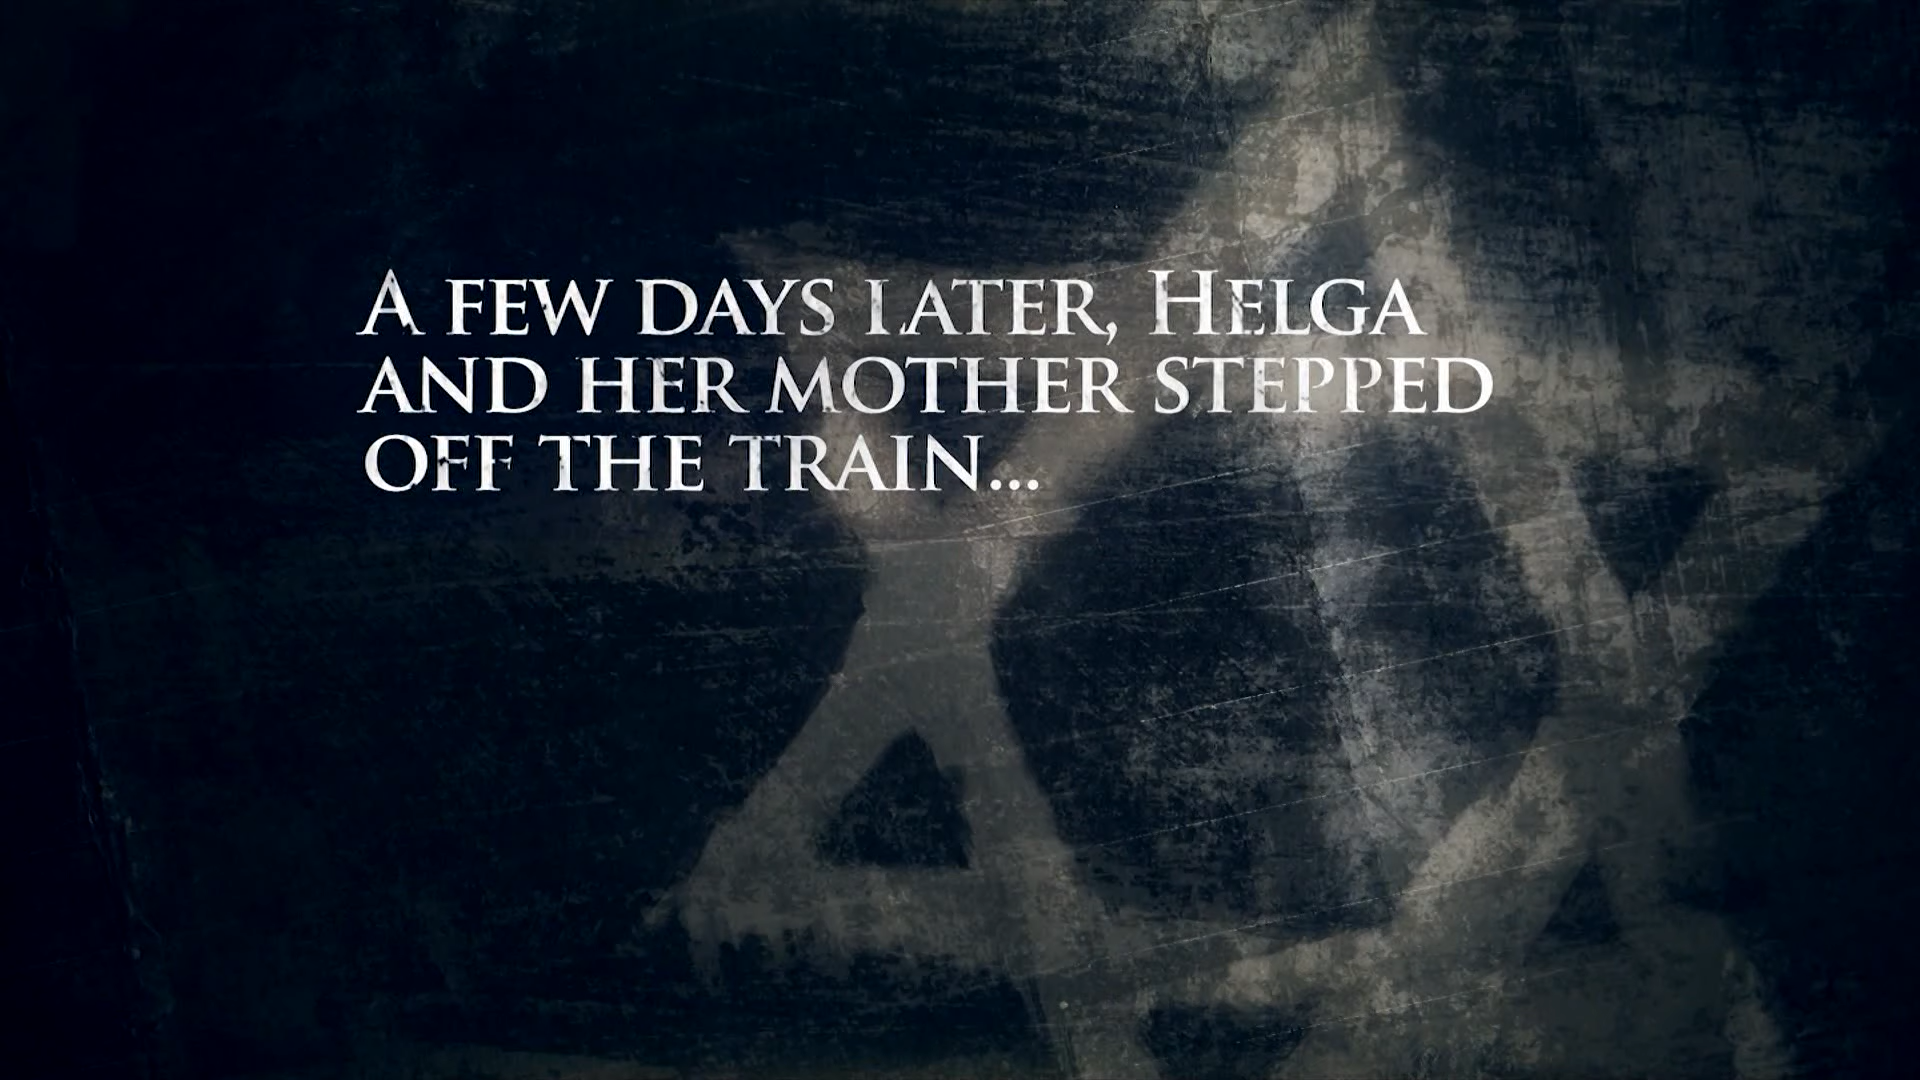 A FEW DAYS LATER, HELGA
AND HER MOTHER STEPPED
OFF THE TRAIN...